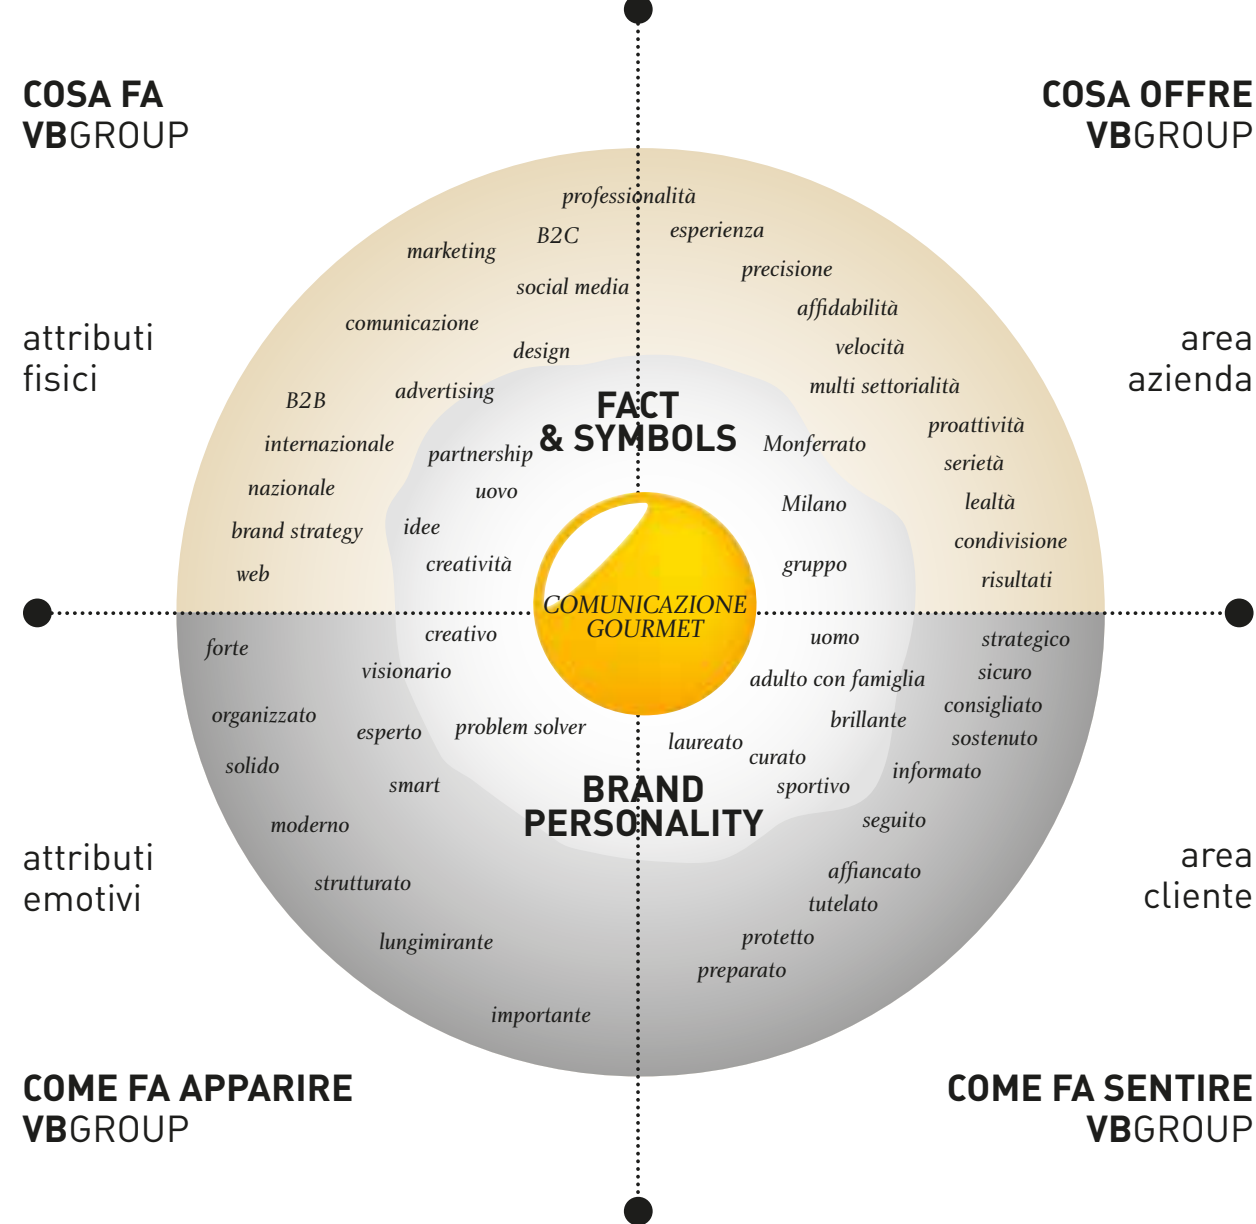 COSA FA
VBGROUP
COSA OFFRE
VBGROUP
attributi
fisici
area
azienda
professionalità
B2C
marketing
social media
comunicazione
design
B2B
advertising
internazionale
nazionale
brand strategy
web
esperienza
precisione
affidabilità
velocità
multi settorialità
proattività
serietà
lealtà
condivisione
risultati
FACT
& SYMBOLS
partnership
uovo
idee
creatività
Monferrato
Milano
gruppo
COMUNICAZIONE
GOURMET
creativo
visionario
esperto
problem solver
smart
uomo
adulto con famiglia
brillante
laureato
curato
sportivo
BRAND
PERSONALITY
forte
organizzato
solido
moderno
strutturato
lungimirante
importante
strategico
sicuro
consigliato
sostenuto
informato
seguito
affiancato
tutelato
protetto
preparato
attributi
emotivi
area
cliente
COME FA APPARIRE
VBGROUP
COME FA SENTIRE
VBGROUP